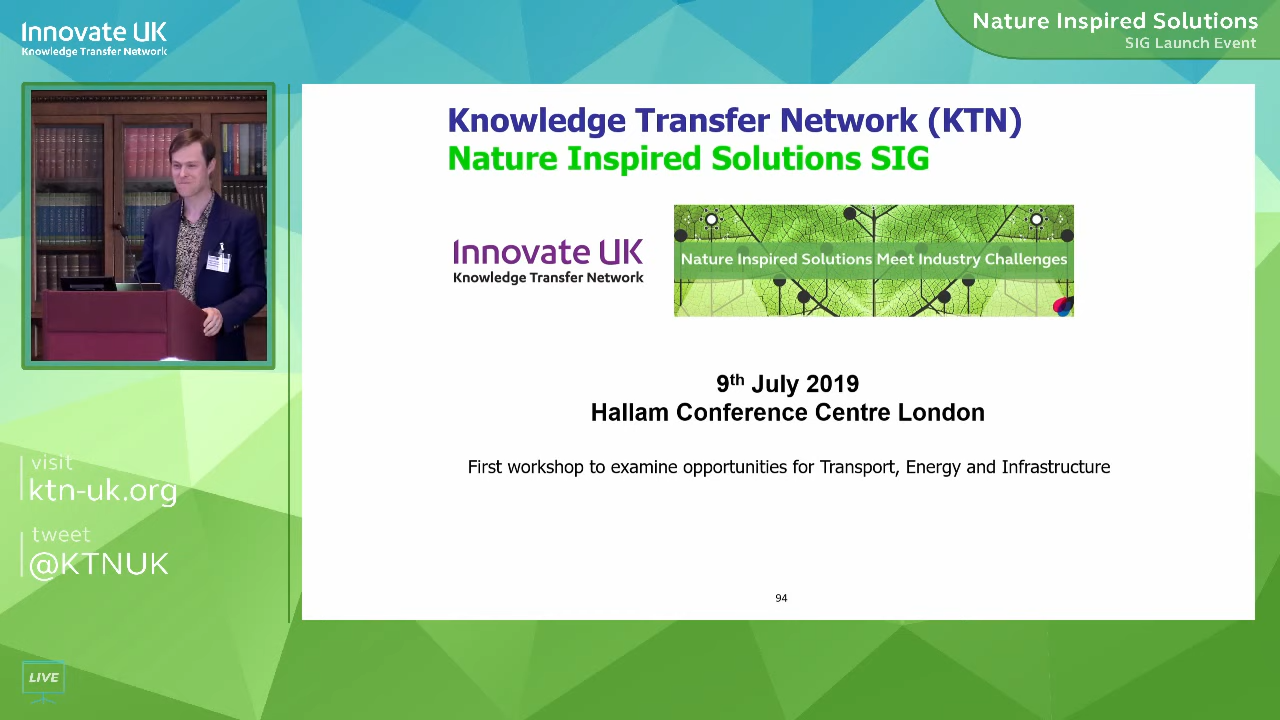 Innovate UK
Knowledge Transfer Network
Nature Inspired Solutions
SIG Launch Event
Knowledge Transfer Network (KTN)
Nature Inspired Solutions SIG
Innovate UK
Knowledge Transfer Network
Nature Inspired Solutions Meet Industry Challenges
9th July 2019
Hallam Conference Centre London
First workshop to examine opportunities for Transport, Energy and Infrastructure
94
visit
ktn-uk.org
tweet
@KTNUK
LIVE